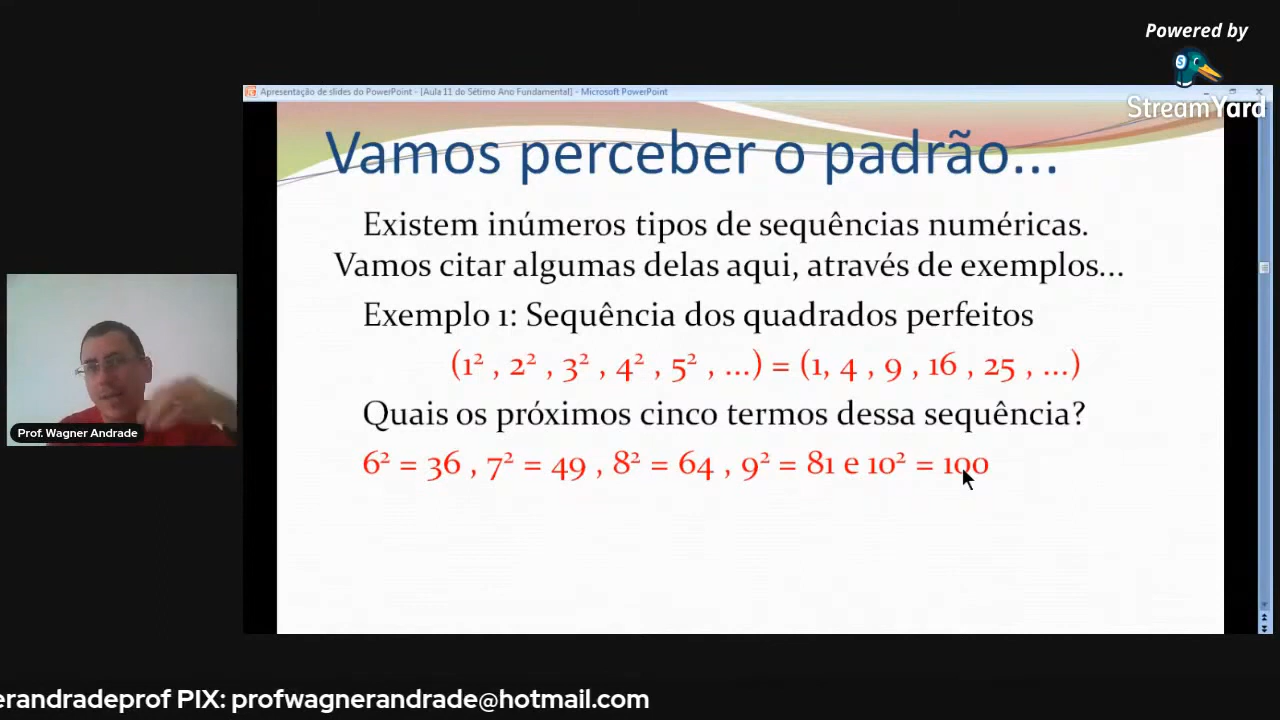 Powered by
StreamYard
Apresentação de slides do PowerPoint - [Aula 11 do Sétimo Ano Fundamental] - Microsoft PowerPoint
Vamos perceber o padrão...
Existem inúmeros tipos de sequências numéricas.
Vamos citar algumas delas aqui, através de exemplos...
Exemplo 1: Sequência dos quadrados perfeitos
(1² , 2² , 3² , 4² , 5² , ...) = (1, 4 , 9 , 16 , 25 , ...)
Quais os próximos cinco termos dessa sequência?
6² = 36 , 7² = 49 , 8² = 64 , 9² = 81 e 10² = 100
Prof. Wagner Andrade
erandradeprof PIX: profwagnerandrade@hotmail.com